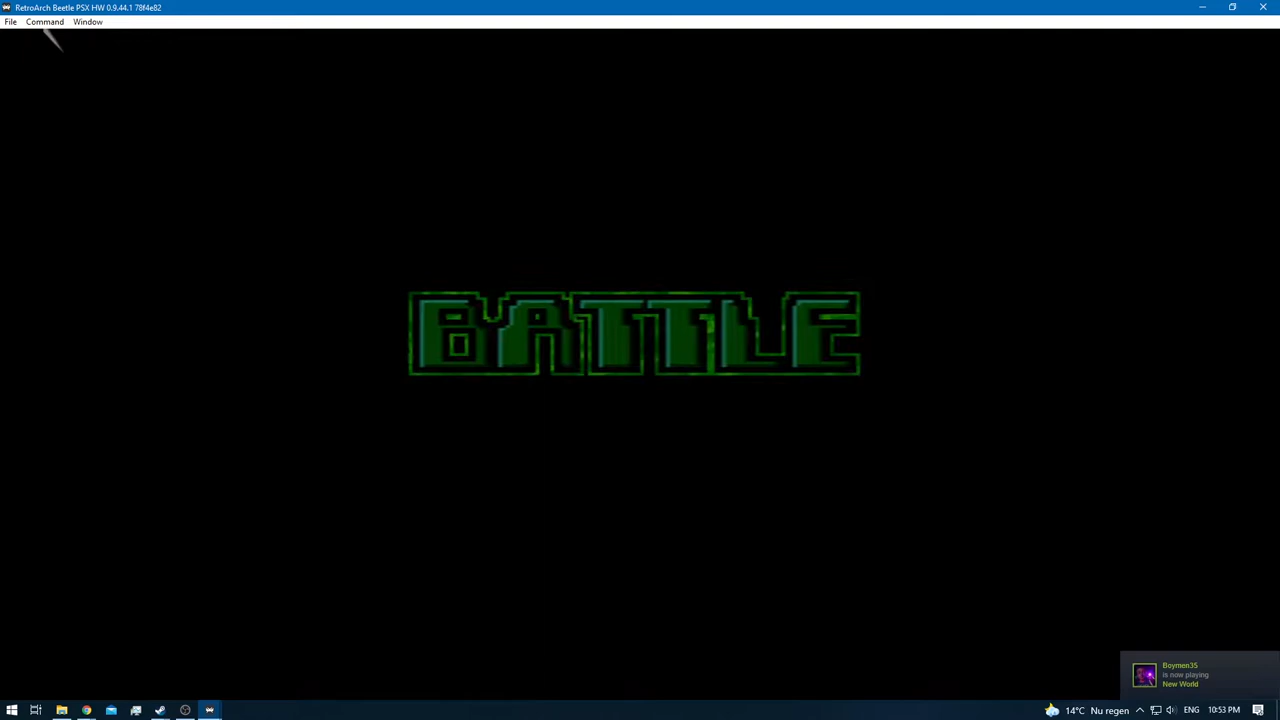 RetroArch Beetle PSX HW 0.9.44.1 78f4e82
File Command Window
BATTLE
Boymen35
is now playing
New World
14°C Nu regen ENG 10:53 PM